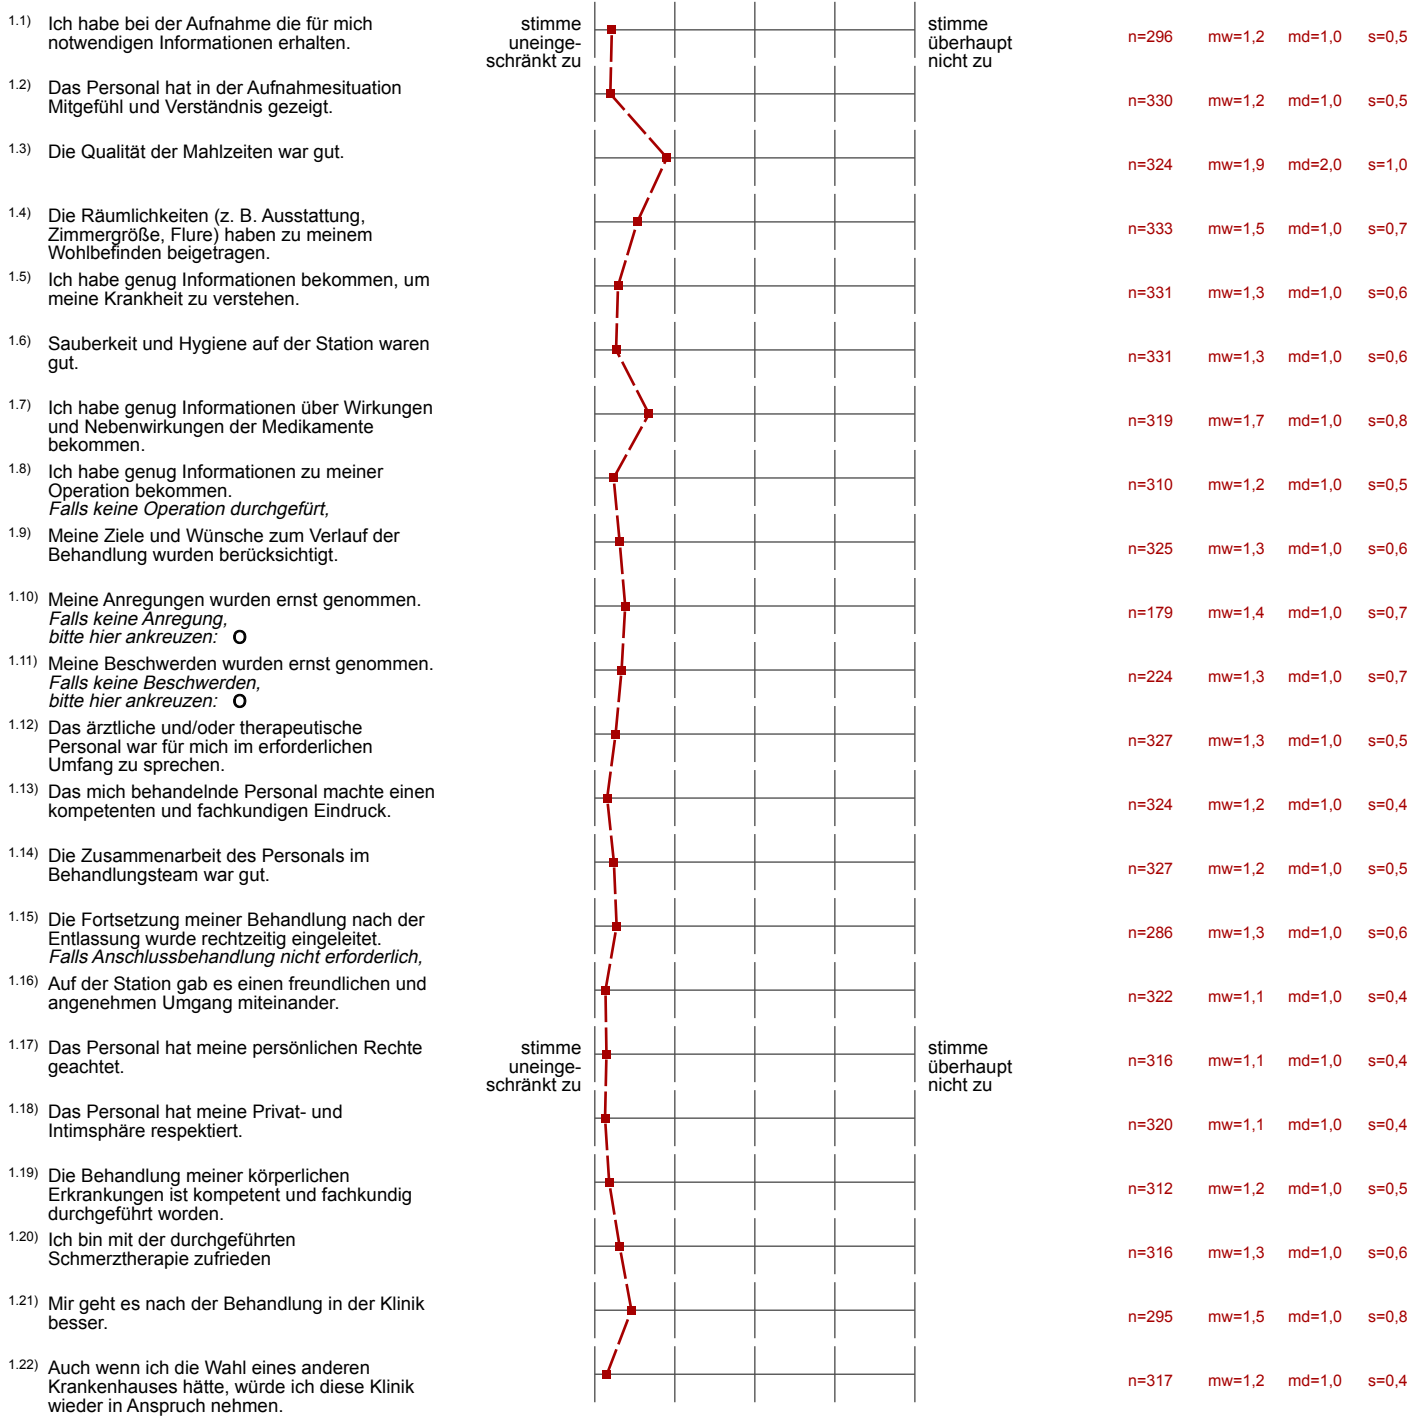 1.1) Ich habe bei der Aufnahme die für mich
notwendigen Informationen erhalten.
stimme
uneinge-
schränkt zu
stimme
überhaupt
nicht zu
n=296 mw=1,2 md=1,0 s=0,5
1.2) Das Personal hat in der Aufnahmesituation
Mitgefühl und Verständnis gezeigt.
n=330 mw=1,2 md=1,0 s=0,5
1.3) Die Qualität der Mahlzeiten war gut.
n=324 mw=1,9 md=2,0 s=1,0
1.4) Die Räumlichkeiten (z. B. Ausstattung,
Zimmergröße, Flure) haben zu meinem
Wohlbefinden beigetragen.
n=333 mw=1,5 md=1,0 s=0,7
1.5) Ich habe genug Informationen bekommen, um
meine Krankheit zu verstehen.
n=331 mw=1,3 md=1,0 s=0,6
1.6) Sauberkeit und Hygiene auf der Station waren
gut.
n=331 mw=1,3 md=1,0 s=0,6
1.7) Ich habe genug Informationen über Wirkungen
und Nebenwirkungen der Medikamente
bekommen.
n=319 mw=1,7 md=1,0 s=0,8
1.8) Ich habe genug Informationen zu meiner
Operation bekommen.
Falls keine Operation durchgefürt,
n=310 mw=1,2 md=1,0 s=0,5
1.9) Meine Ziele und Wünsche zum Verlauf der
Behandlung wurden berücksichtigt.
n=325 mw=1,3 md=1,0 s=0,6
1.10) Meine Anregungen wurden ernst genommen.
Falls keine Anregung,
bitte hier ankreuzen: O
n=179 mw=1,4 md=1,0 s=0,7
1.11) Meine Beschwerden wurden ernst genommen.
Falls keine Beschwerden,
bitte hier ankreuzen: O
n=224 mw=1,3 md=1,0 s=0,7
1.12) Das ärztliche und/oder therapeutische
Personal war für mich im erforderlichen
Umfang zu sprechen.
n=327 mw=1,3 md=1,0 s=0,5
1.13) Das mich behandelnde Personal machte einen
kompetenten und fachkundigen Eindruck.
n=324 mw=1,2 md=1,0 s=0,4
1.14) Die Zusammenarbeit des Personals im
Behandlungsteam war gut.
n=327 mw=1,2 md=1,0 s=0,5
1.15) Die Fortsetzung meiner Behandlung nach der
Entlassung wurde rechtzeitig eingeleitet.
Falls Anschlussbehandlung nicht erforderlich,
n=286 mw=1,3 md=1,0 s=0,6
1.16) Auf der Station gab es einen freundlichen und
angenehmen Umgang miteinander.
n=322 mw=1,1 md=1,0 s=0,4
1.17) Das Personal hat meine persönlichen Rechte
geachtet.
stimme
uneinge-
schränkt zu
stimme
überhaupt
nicht zu
n=316 mw=1,1 md=1,0 s=0,4
1.18) Das Personal hat meine Privat- und
Intimsphäre respektiert.
n=320 mw=1,1 md=1,0 s=0,4
1.19) Die Behandlung meiner körperlichen
Erkrankungen ist kompetent und fachkundig
durchgeführt worden.
n=312 mw=1,2 md=1,0 s=0,5
1.20) Ich bin mit der durchgeführten
Schmerztherapie zufrieden
n=316 mw=1,3 md=1,0 s=0,6
1.21) Mir geht es nach der Behandlung in der Klinik
besser.
n=295 mw=1,5 md=1,0 s=0,8
1.22) Auch wenn ich die Wahl eines anderen
Krankenhauses hätte, würde ich diese Klinik
wieder in Anspruch nehmen.
n=317 mw=1,2 md=1,0 s=0,4